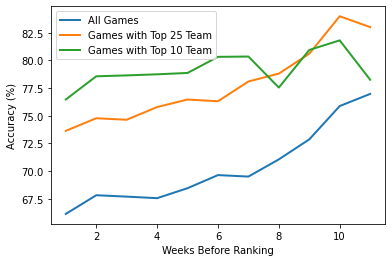 All Games
Games with Top 25 Team
Games with Top 10 Team
82.5
80.0
77.5
75.0
72.5
70.0
67.5
Accuracy (%)
2 4 6 8 10
Weeks Before Ranking